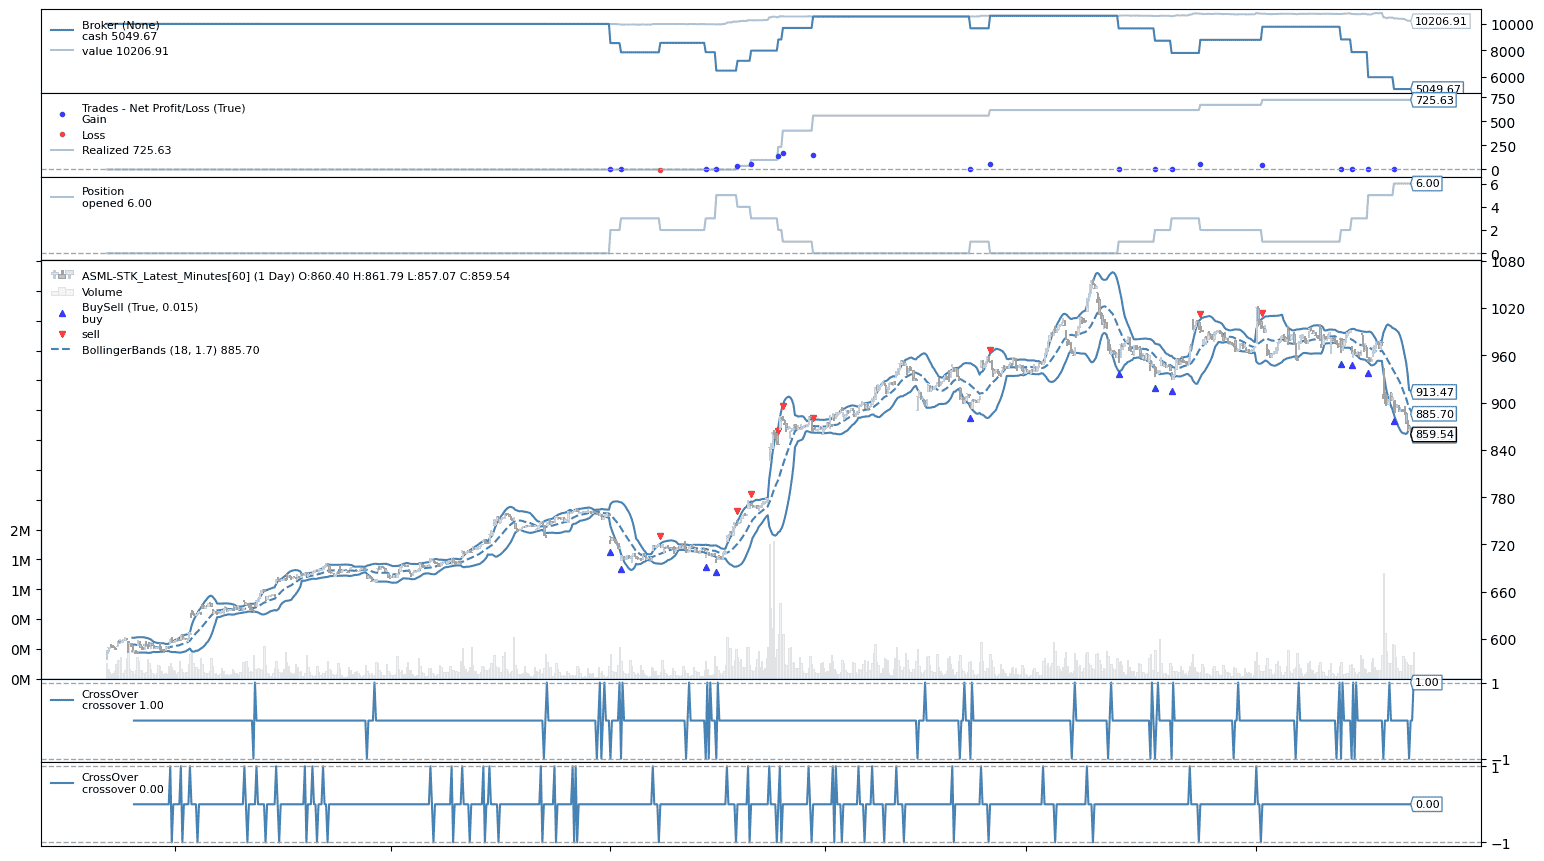 Broker (None)
cash 5049.67
value 10206.91
10206.91
5049.67
10000
8000
6000
Trades - Net Profit/Loss (True)
Gain
Loss
Realized 725.63
725.63
750
500
250
0
Position
opened 6.00
6.00
6
4
2
0
ASML-STK_Latest_Minutes[60] (1 Day) O:860.40 H:861.79 L:857.07 C:859.54
Volume
BuySell (True, 0.015)
buy
sell
BollingerBands (18, 1.7) 885.70
1080
1020
960
900
840
780
720
660
600
913.47
885.70
859.54
2M
1M
1M
0M
0M
0M
CrossOver
crossover 1.00
1.00
1
−1
CrossOver
crossover 0.00
0.00
1
−1